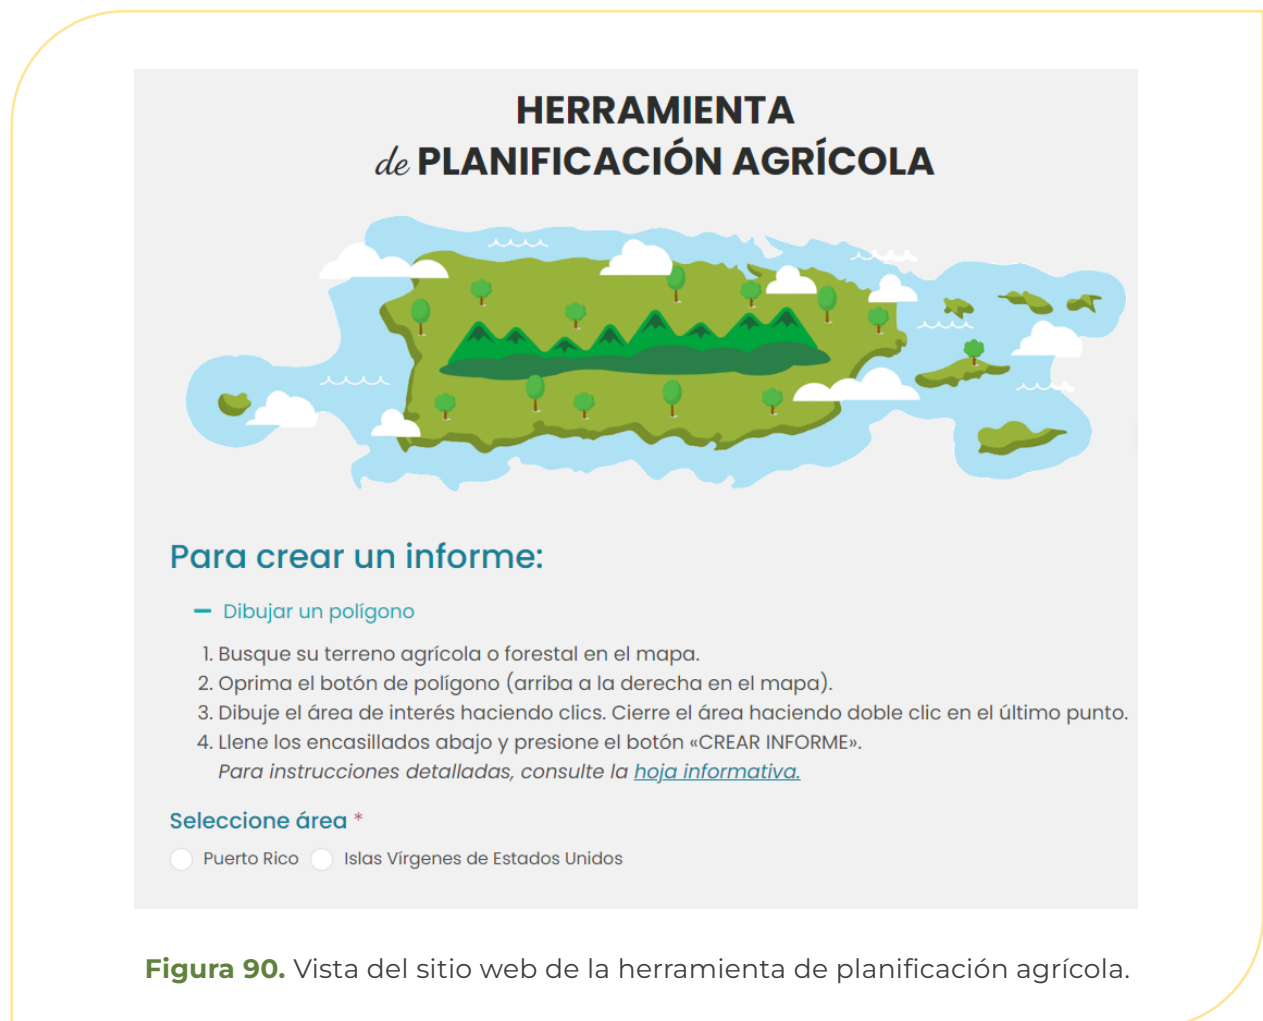 HERRAMIENTA
de PLANIFICACIÓN AGRÍCOLA
Para crear un informe:
Dibujar un polígono
1. Busque su terreno agrícola o forestal en el mapa.
2. Oprima el botón de polígono (arriba a la derecha en el mapa).
3. Dibuje el área de interés haciendo clics. Cierre el área haciendo doble clic en el último punto.
4. Llene los encasillados abajo y presione el botón «CREAR INFORME».
Para instrucciones detalladas, consulte la hoja informativa.
Seleccione área *
Puerto Rico Islas Vírgenes de Estados Unidos
Figura 90. Vista del sitio web de la herramienta de planificación agrícola.